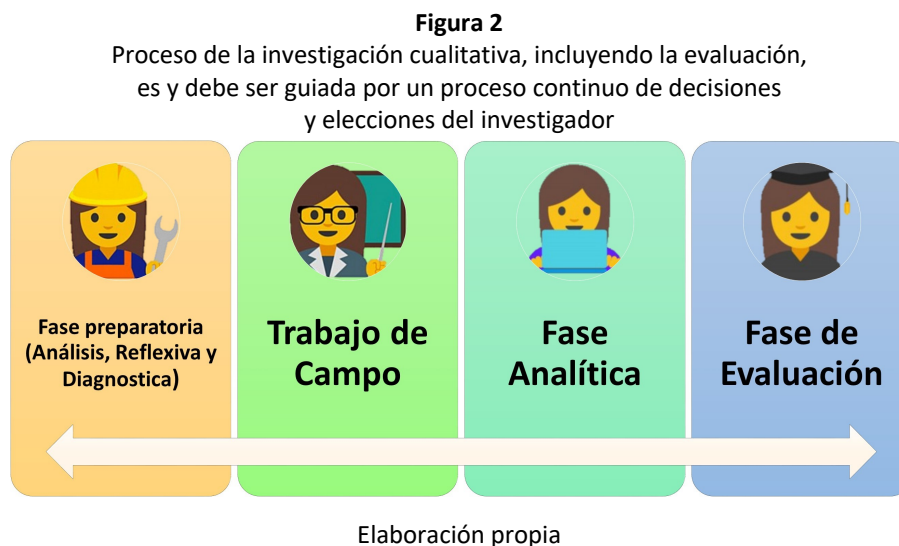 Figura 2
Proceso de la investigación cualitativa, incluyendo la evaluación,
es y debe ser guiada por un proceso continuo de decisiones
y elecciones del investigador
Fase preparatoria
(Análisis, Reflexiva y
Diagnostica)
Trabajo de
Campo
Fase
Analítica
Fase de
Evaluación
Elaboración propia